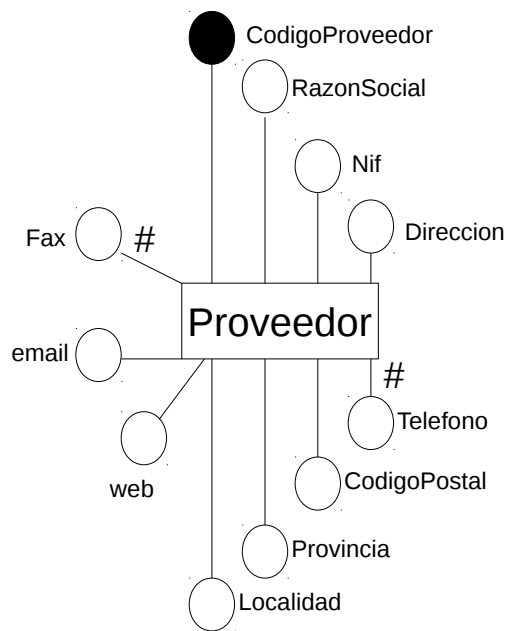 CodigoProveedor
RazonSocial
Nif
Direccion
Fax
#
Proveedor
email
#
Telefono
web
CodigoPostal
Provincia
Localidad